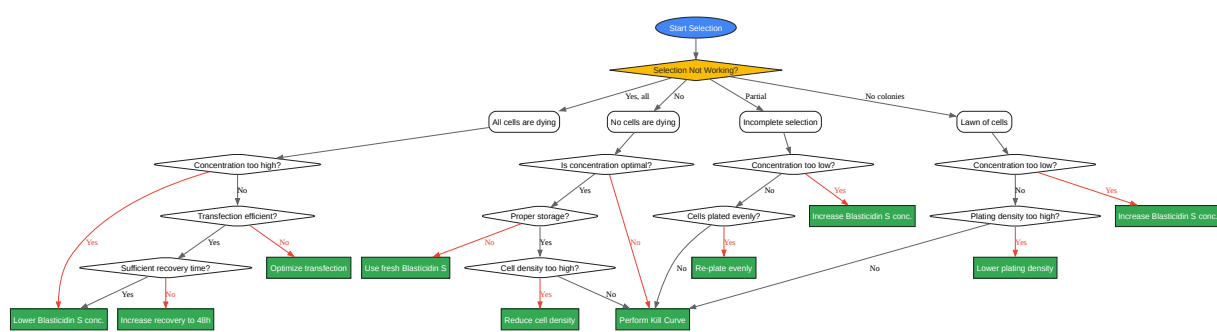 Start Selection
Selection Not Working?
Yes, all
No
Partial
No colonies
All cells are dying
No cells are dying
Incomplete selection
Lawn of cells
Concentration too high?
Is concentration optimal?
Concentration too low?
Concentration too low?
No
Yes
No
Yes
No
Yes
Transfection efficient?
Proper storage?
Cells plated evenly?
Increase Blasticidin S conc.
Plating density too high?
Increase Blasticidin S conc.
Yes
Yes
No
No
Yes
No
Yes
Yes
Sufficient recovery time?
Optimize transfection
Use fresh Blasticidin S
Cell density too high?
No
Re-plate evenly
No
Lower plating density
Yes
No
Yes
No
Lower Blasticidin S conc.
Increase recovery to 48h
Reduce cell density
Perform Kill Curve